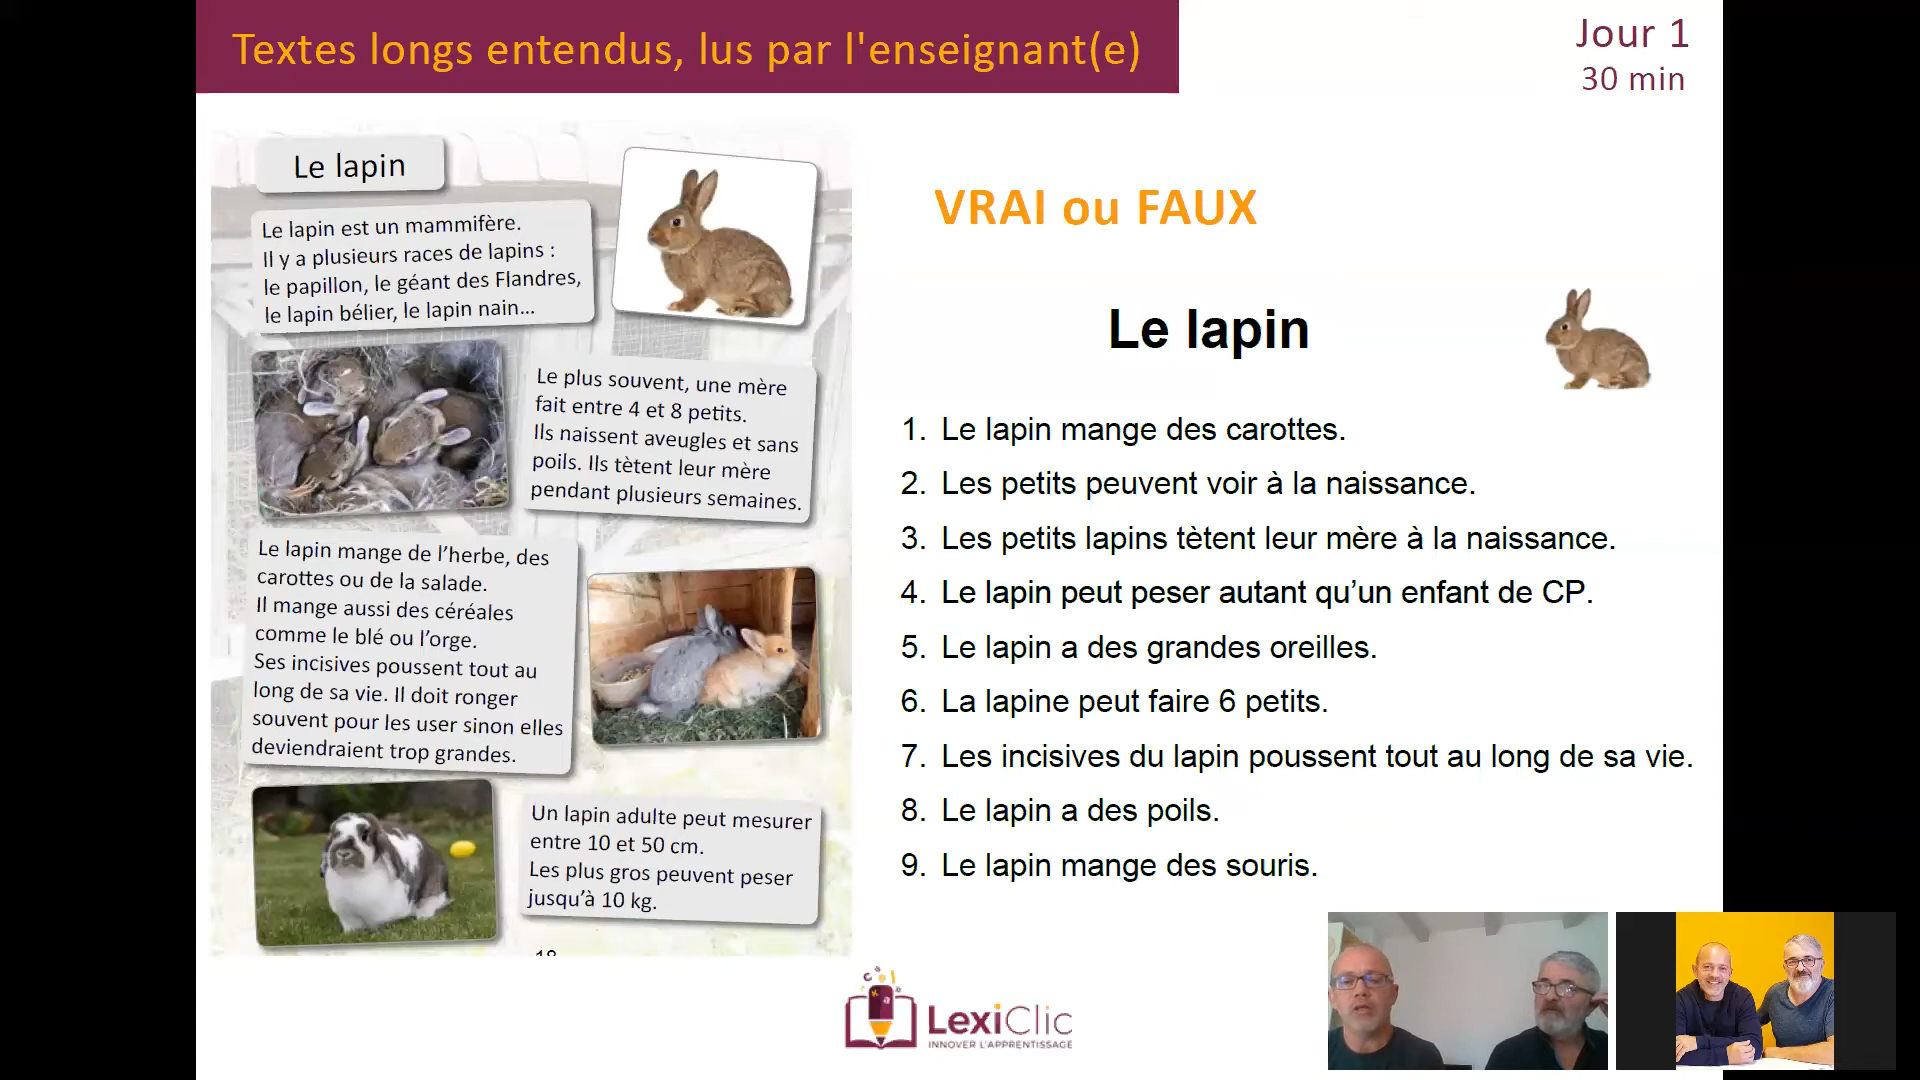 Textes longs entendus, lus par l'enseignant(e)
Jour 1
30 min
Le lapin
Le lapin est un mammifère.
Il y a plusieurs races de lapins :
le papillon, le géant des Flandres,
le lapin bélier, le lapin nain...
Le plus souvent, une mère
fait entre 4 et 8 petits.
Ils naissent aveugles et sans
poils. Ils tètent leur mère
pendant plusieurs semaines.
Le lapin mange de l’herbe, des
carottes ou de la salade.
Il mange aussi des céréales
comme le blé ou l’orge.
Ses incisives poussent tout au
long de sa vie. Il doit ronger
souvent pour les user sinon elles
deviendraient trop grandes.
Un lapin adulte peut mesurer
entre 10 et 50 cm.
Les plus gros peuvent peser
jusqu’à 10 kg.
VRAI ou FAUX
Le lapin
1. Le lapin mange des carottes.
2. Les petits peuvent voir à la naissance.
3. Les petits lapins tètent leur mère à la naissance.
4. Le lapin peut peser autant qu’un enfant de CP.
5. Le lapin a des grandes oreilles.
6. La lapine peut faire 6 petits.
7. Les incisives du lapin poussent tout au long de sa vie.
8. Le lapin a des poils.
9. Le lapin mange des souris.
LexiClic
INNOVER L'APPRENTISSAGE